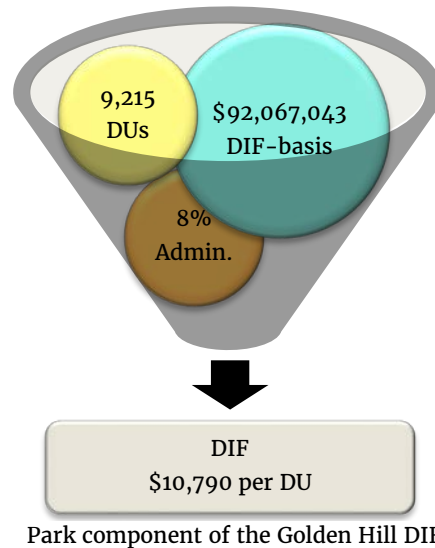 9,215
DUs
$92,067,043
DIF-basis
8%
Admin.
DIF
$10,790 per DU
Park component of the Golden Hill DIF